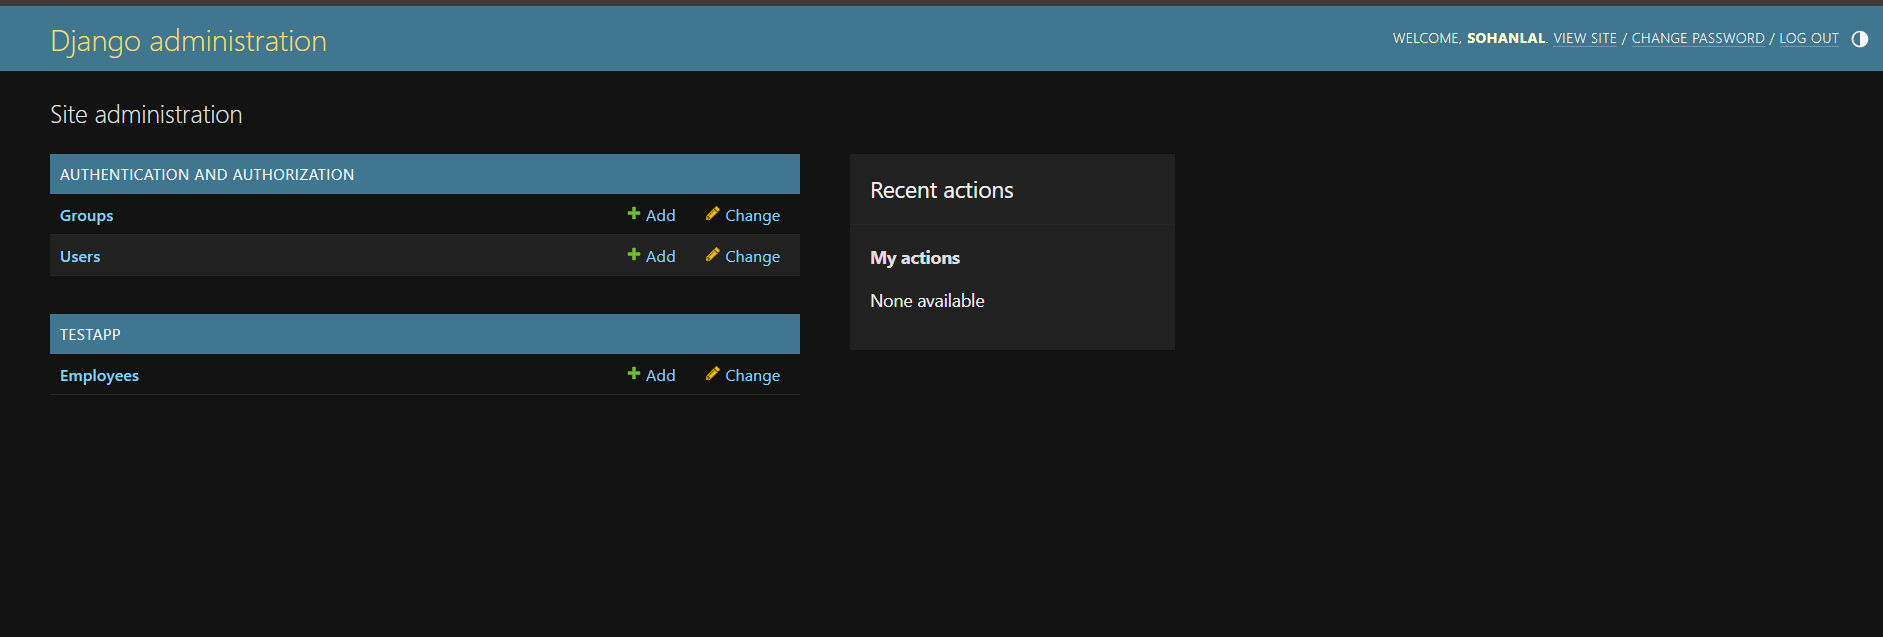 Django administration
WELCOME, SOHANLAL. VIEW SITE / CHANGE PASSWORD / LOG OUT
Site administration
AUTHENTICATION AND AUTHORIZATION
Groups Add Change
Users Add Change
TESTAPP
Employees Add Change
Recent actions
My actions
None available